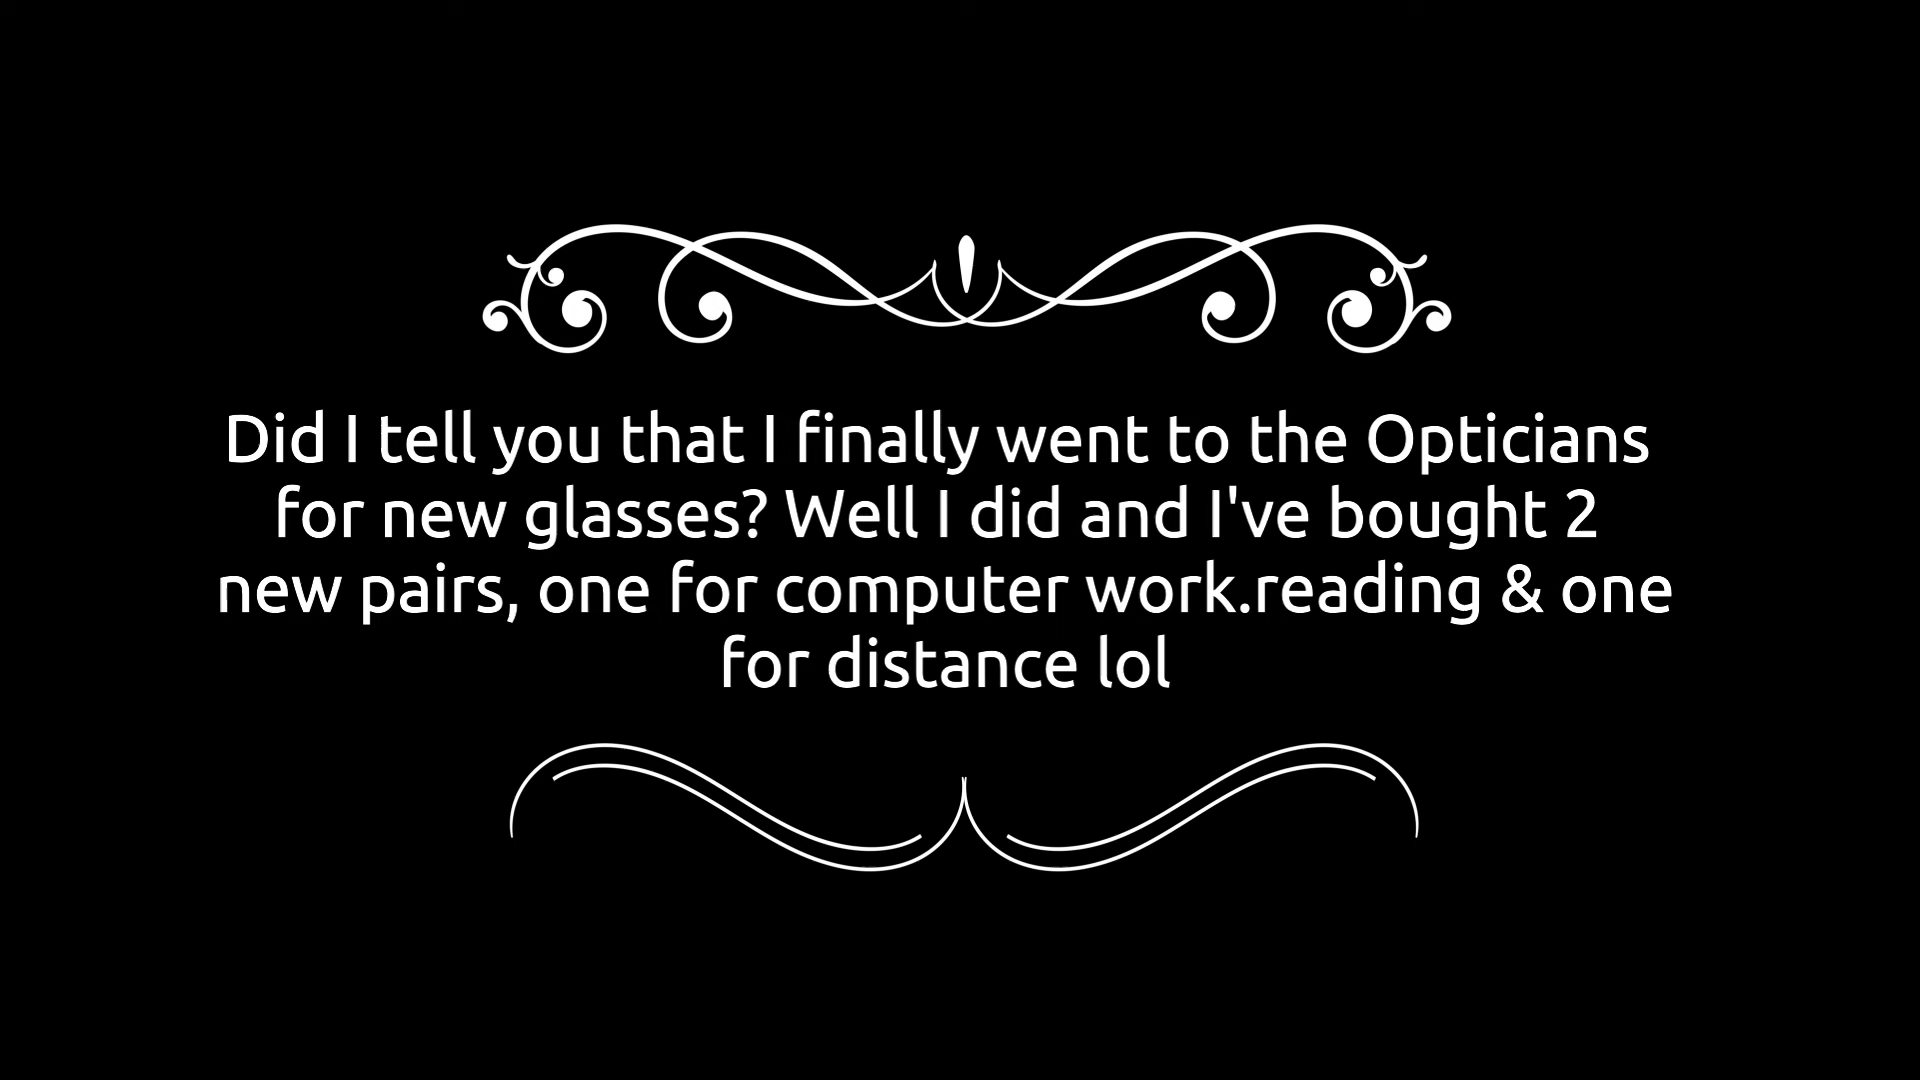 Did I tell you that I finally went to the Opticians
for new glasses? Well I did and I've bought 2
new pairs, one for computer work.reading & one
for distance lol